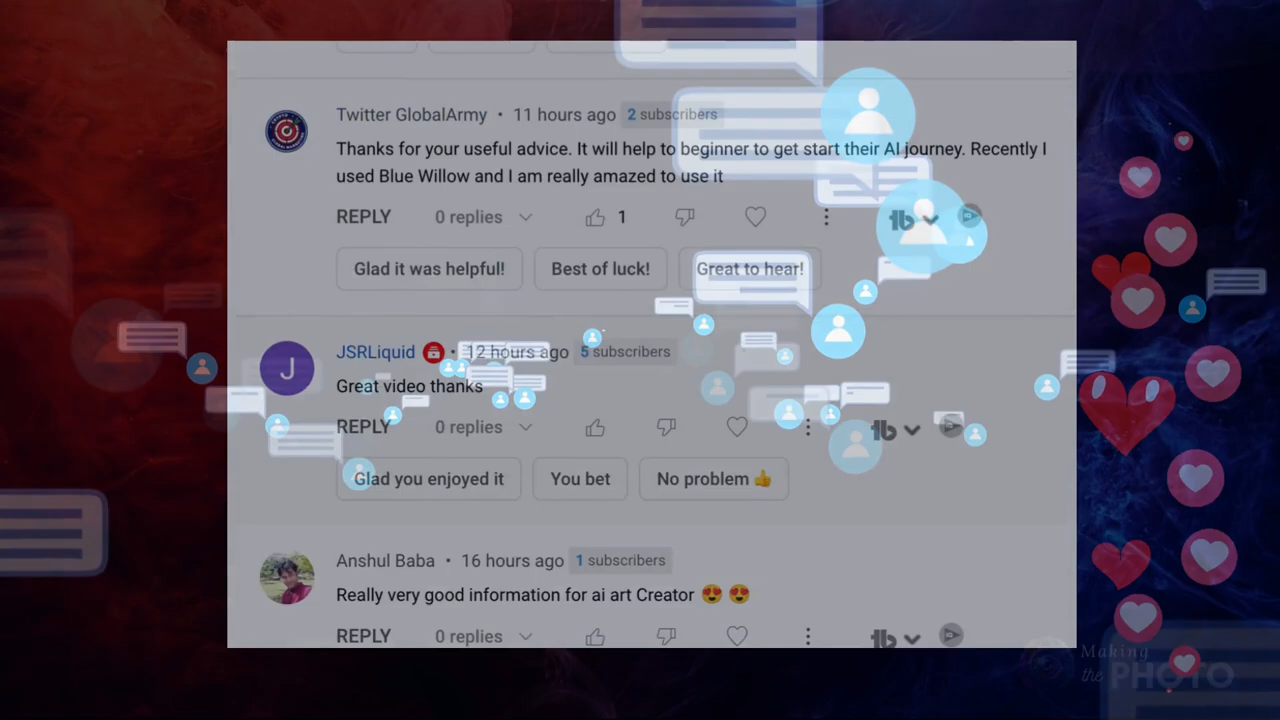 Twitter GlobalArmy • 11 hours ago 2 subscribers
Thanks for your useful advice. It will help to beginner to get start their AI journey. Recently I
used Blue Willow and I am really amazed to use it
REPLY 0 replies 1
Glad it was helpful! Best of luck! Great to hear!
J
JSRLiquid • 12 hours ago 5 subscribers
Great video thanks
REPLY 0 replies
Glad you enjoyed it You bet No problem 👍
Anshul Baba • 16 hours ago 1 subscribers
Really very good information for ai art Creator 😍 😍
REPLY 0 replies
Making
the PHOTO